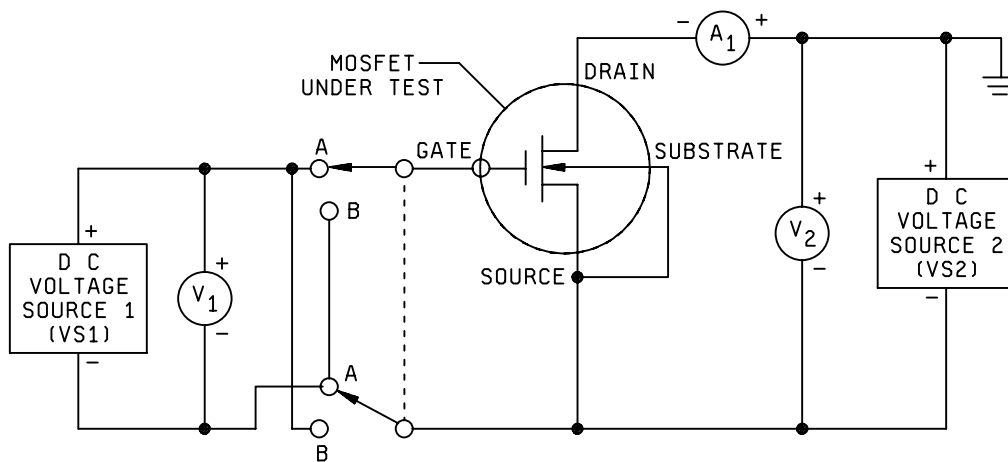 - A1 +
MOSFET
UNDER TEST
DRAIN
A
GATE
SUBSTRATE
B
+
D C
VOLTAGE
SOURCE 1
(VS1)
-
+
V1
-
SOURCE
+
V2
-
+
D C
VOLTAGE
SOURCE 2
(VS2)
-
A
B